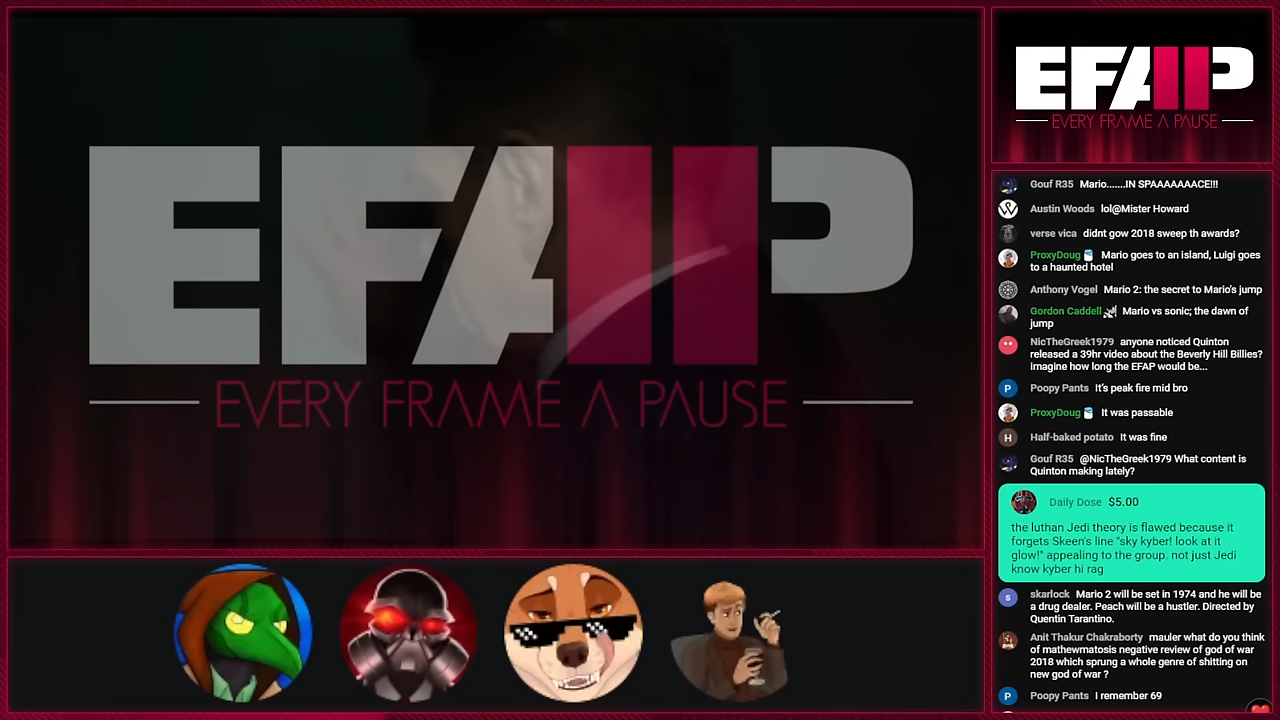 EFAP
EVERY FRAME A PAUSE
EFAP
EVERY FRAME A PAUSE
Gouf R35 Mario.......IN SPAAAAAACE!!!
Austin Woods lol@Mister Howard
verse vica didnt gow 2018 sweep th awards?
ProxyDoug Mario goes to an island, Luigi goes
to a haunted hotel
Anthony Vogel Mario 2: the secret to Mario's jump
Gordon Caddell Mario vs sonic; the dawn of
jump
NicTheGreek1979 anyone noticed Quinton
released a 39hr video about the Beverly Hill Billies?
imagine how long the EFAP would be...
P Poopy Pants It's peak fire mid bro
ProxyDoug It was passable
H Half-baked potato It was fine
Gouf R35 @NicTheGreek1979 What content is
Quinton making lately?
Daily Dose $5.00
the luthan Jedi theory is flawed because it
forgets Skeen's line "sky kyber! look at it
glow!" appealing to the group. not just Jedi
know kyber hi rag
s skarlock Mario 2 will be set in 1974 and he will be
a drug dealer. Peach will be a hustler. Directed by
Quentin Tarantino.
Anit Thakur Chakraborty mauler what do you think
of mathewmatosis negative review of god of war
2018 which sprung a whole genre of shitting on
new god of war ?
P Poopy Pants I remember 69